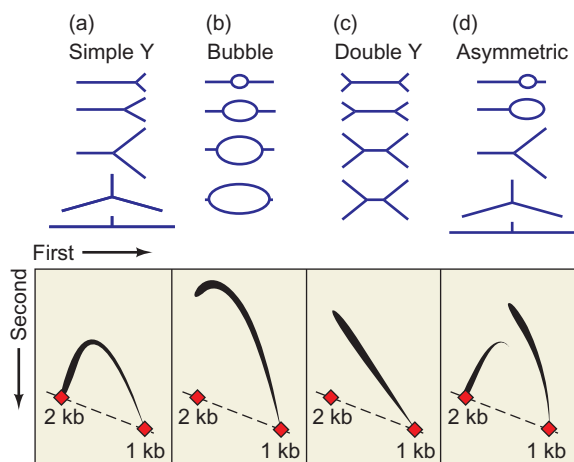 (a) (b) (c) (d)
Simple Y Bubble Double Y Asymmetric
First
Second
2 kb 2 kb 2 kb 2 kb
1 kb 1 kb 1 kb 1 kb